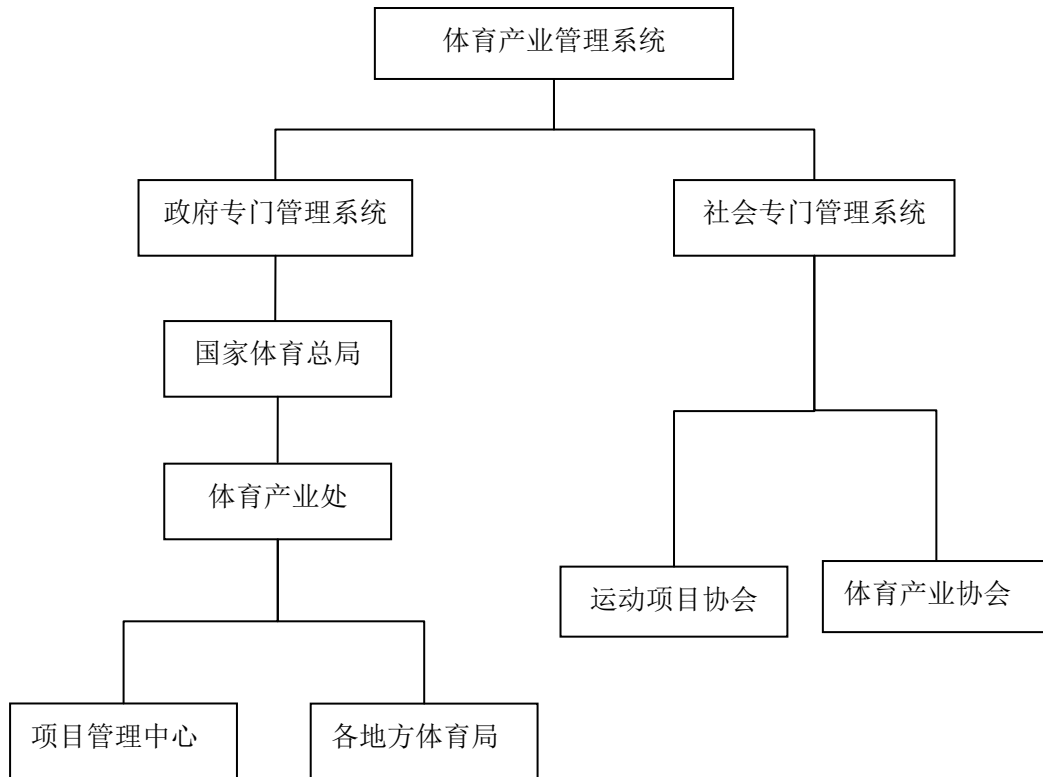 体育产业管理系统
政府专门管理系统
社会专门管理系统
国家体育总局
体育产业处
运动项目协会
体育产业协会
项目管理中心
各地方体育局